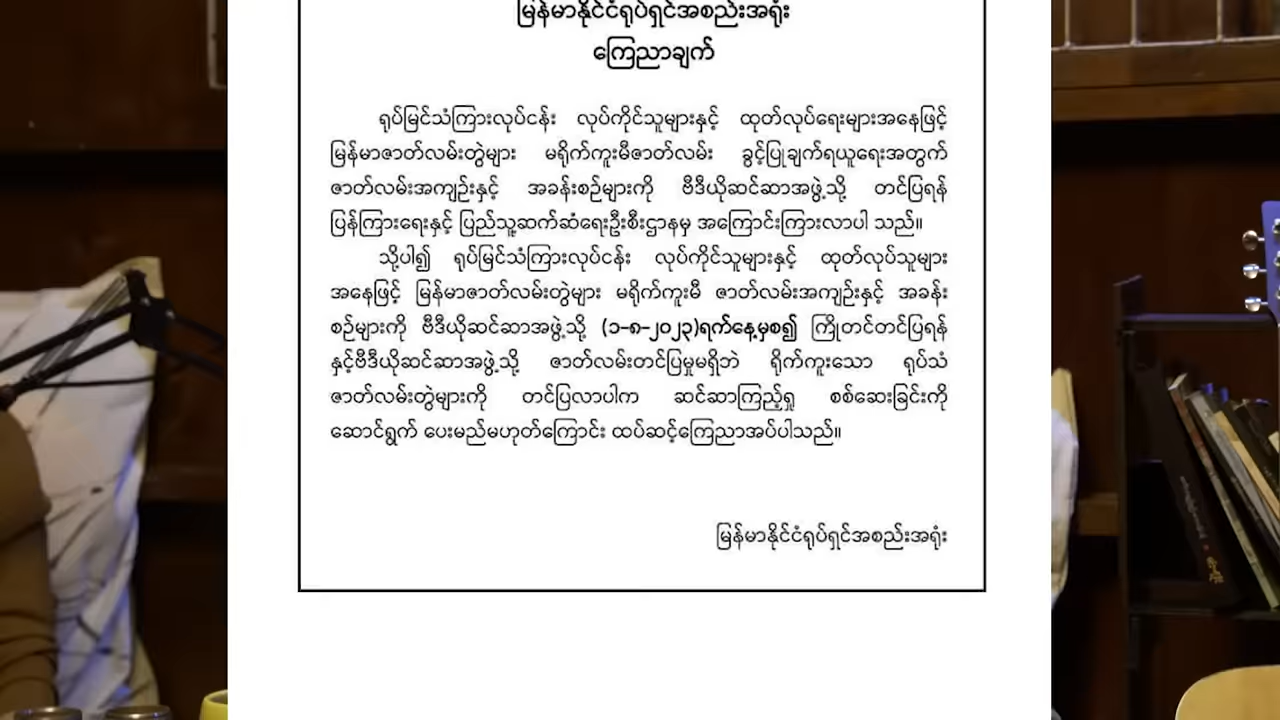 မြန်မာနိုင်ငံရုပ်ရှင်အစည်းအရုံး
ကြေညာချက်
ရုပ်မြင်သံကြားလုပ်ငန်း လုပ်ကိုင်သူများနှင့် ထုတ်လုပ်ရေးများအနေဖြင့်
မြန်မာဇာတ်လမ်းတွဲများ မရိုက်ကူးမီဇာတ်လမ်း ခွင့်ပြုချက်ရယူရေးအတွက်
ဇာတ်လမ်းအကျဉ်းနှင့် အခန်းစဉ်များကို ဗီဒီယိုဆင်ဆာအဖွဲ့သို့ တင်ပြရန်
ပြန်ကြားရေးနှင့် ပြည်သူ့ဆက်ဆံရေးဦးစီးဌာနမှ အကြောင်းကြားလာပါ သည်။
သို့ပါ၍ ရုပ်မြင်သံကြားလုပ်ငန်း လုပ်ကိုင်သူများနှင့် ထုတ်လုပ်သူများ
အနေဖြင့် မြန်မာဇာတ်လမ်းတွဲများ မရိုက်ကူးမီ ဇာတ်လမ်းအကျဉ်းနှင့် အခန်း
စဉ်များကို ဗီဒီယိုဆင်ဆာအဖွဲ့သို့ (၁-၈-၂၀၂၃)ရက်နေ့မှစ၍ ကြိုတင်တင်ပြရန်
နှင့်ဗီဒီယိုဆင်ဆာအဖွဲ့သို့ ဇာတ်လမ်းတင်ပြမှုမရှိဘဲ ရိုက်ကူးသော ရုပ်သံ
ဇာတ်လမ်းတွဲများကို တင်ပြလာပါက ဆင်ဆာကြည့်ရှု စစ်ဆေးခြင်းကို
ဆောင်ရွက် ပေးမည်မဟုတ်ကြောင်း ထပ်ဆင့်ကြေညာအပ်ပါသည်။
မြန်မာနိုင်ငံရုပ်ရှင်အစည်းအရုံး